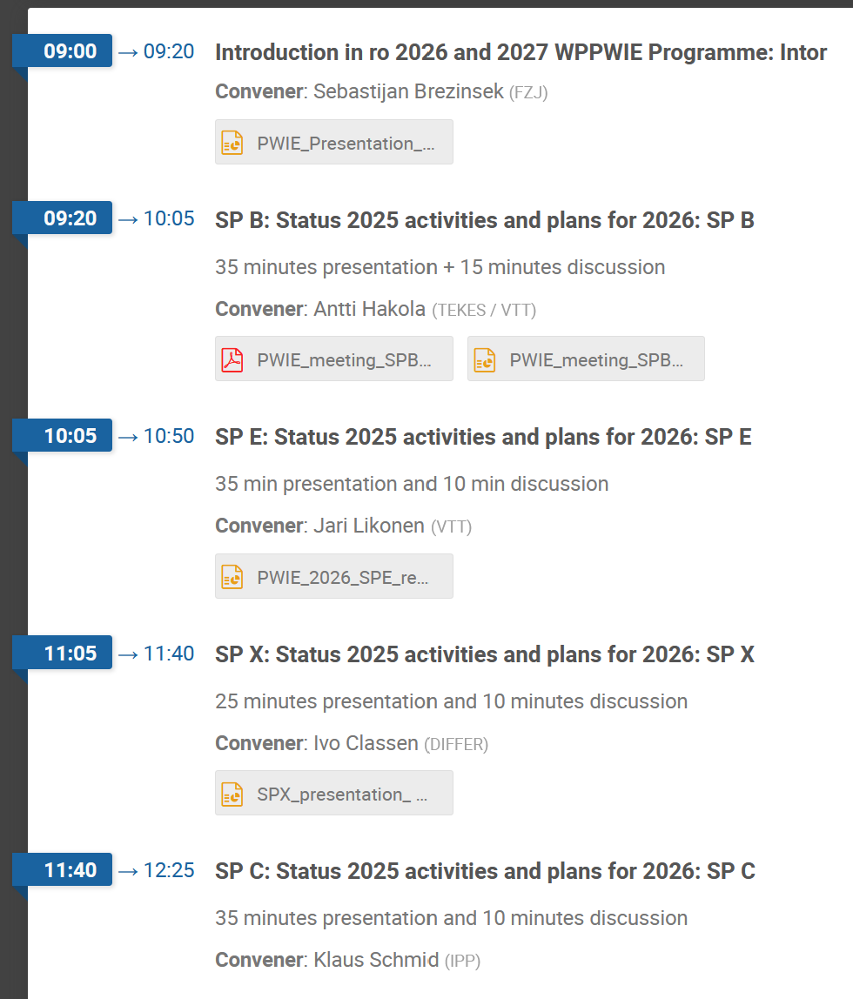 09:00 → 09:20 Introduction in ro 2026 and 2027 WPPWIE Programme: Intor
Convener: Sebastijan Brezinsek (FZJ)
PWIE_Presentation_...
09:20 → 10:05 SP B: Status 2025 activities and plans for 2026: SP B
35 minutes presentation + 15 minutes discussion
Convener: Antti Hakola (TEKES / VTT)
PWIE_meeting_SPB... PWIE_meeting_SPB...
10:05 → 10:50 SP E: Status 2025 activities and plans for 2026: SP E
35 min presentation and 10 min discussion
Convener: Jari Likonen (VTT)
PWIE_2026_SPE_re...
11:05 → 11:40 SP X: Status 2025 activities and plans for 2026: SP X
25 minutes presentation and 10 minutes discussion
Convener: Ivo Classen (DIFFER)
SPX_presentation_ ...
11:40 → 12:25 SP C: Status 2025 activities and plans for 2026: SP C
35 minutes presentation and 10 minutes discussion
Convener: Klaus Schmid (IPP)